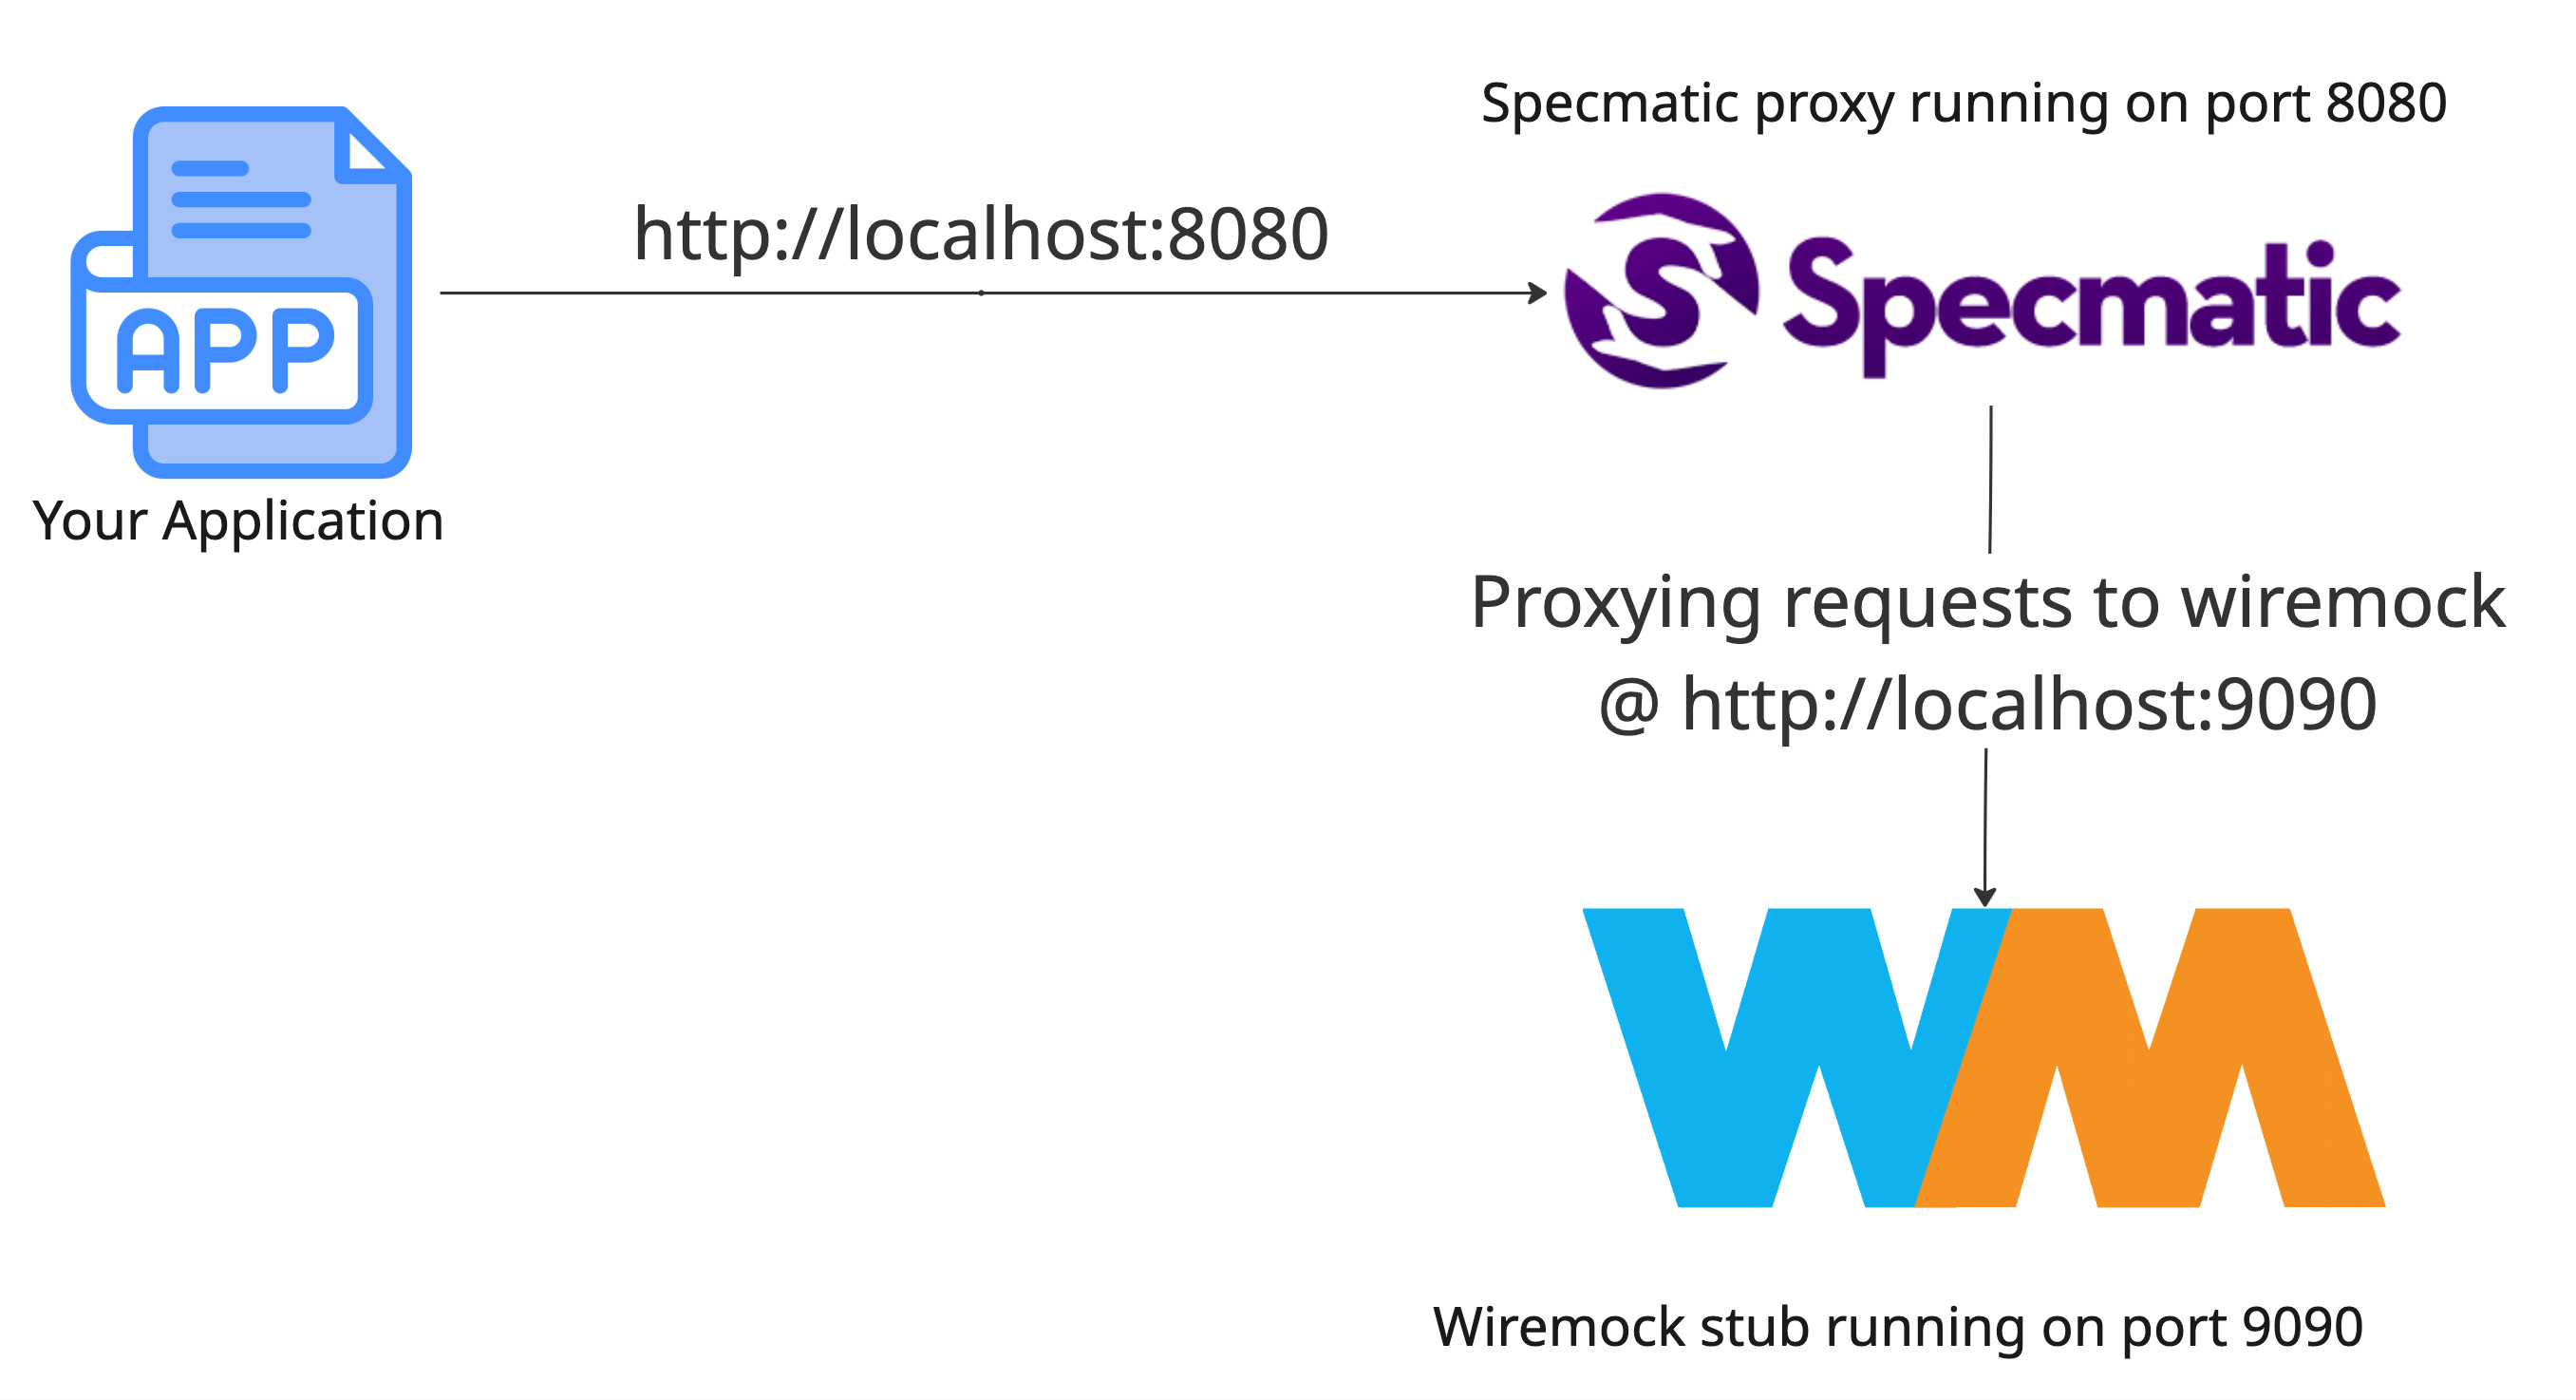 Specmatic proxy running on port 8080
http://localhost:8080
Specmatic
APP
Your Application
Proxying requests to wiremock
@ http://localhost:9090
WM
Wiremock stub running on port 9090